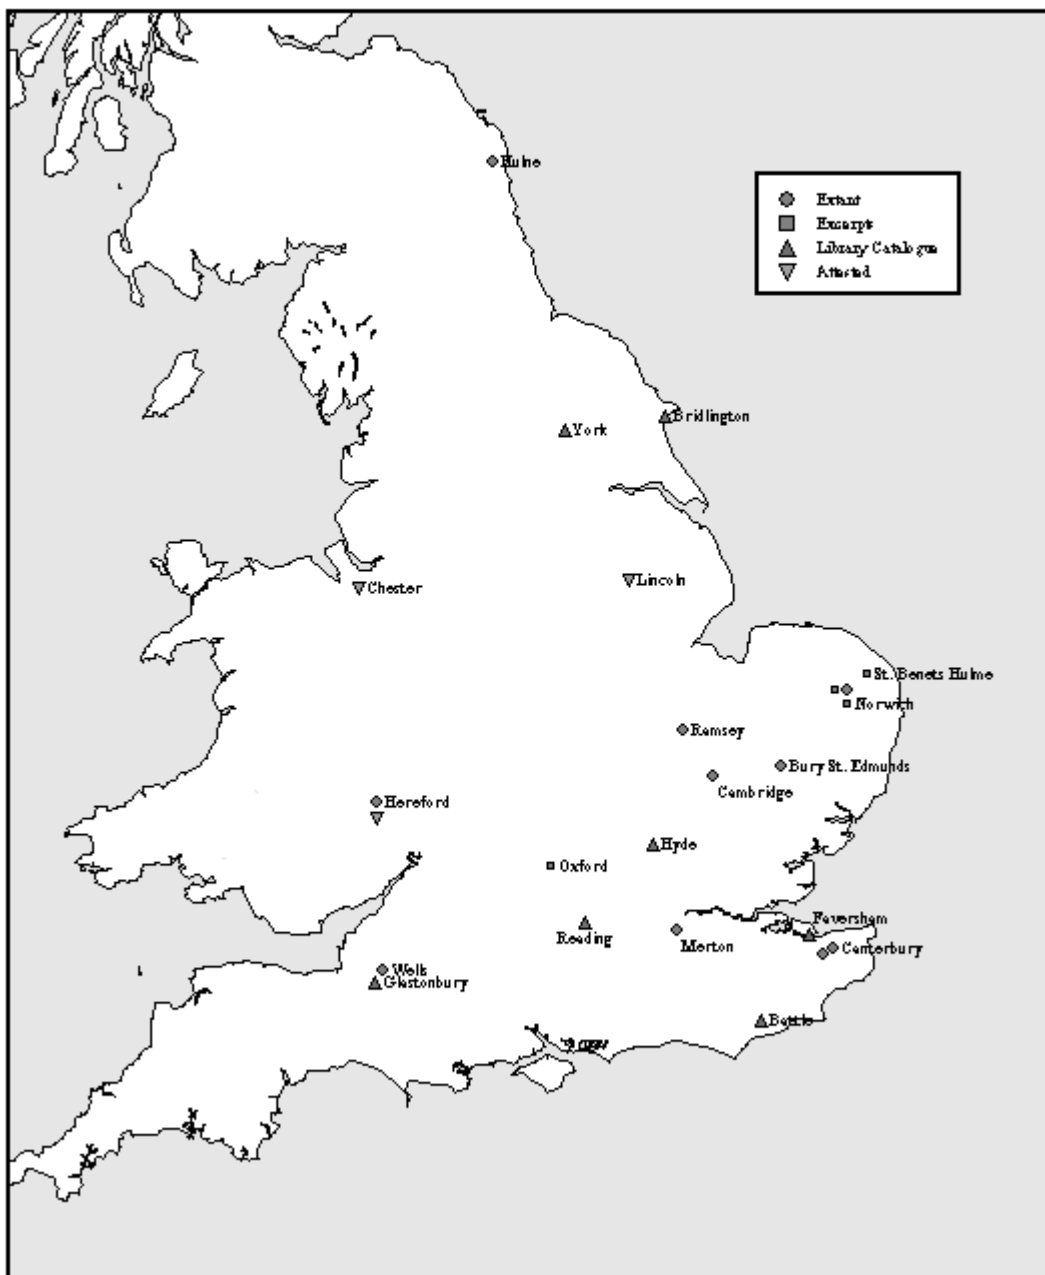 Hulne
Extant
Excerpts
Library Catalogue
Attested
Bridlington
York
Chester
Lincoln
St. Benets Hulme
Norwich
Ramsey
Bury St. Edmunds
Cambridge
Hereford
Hyde
Oxford
Faversham
Reading
Merton
Canterbury
Wells
Glastonbury
Battle